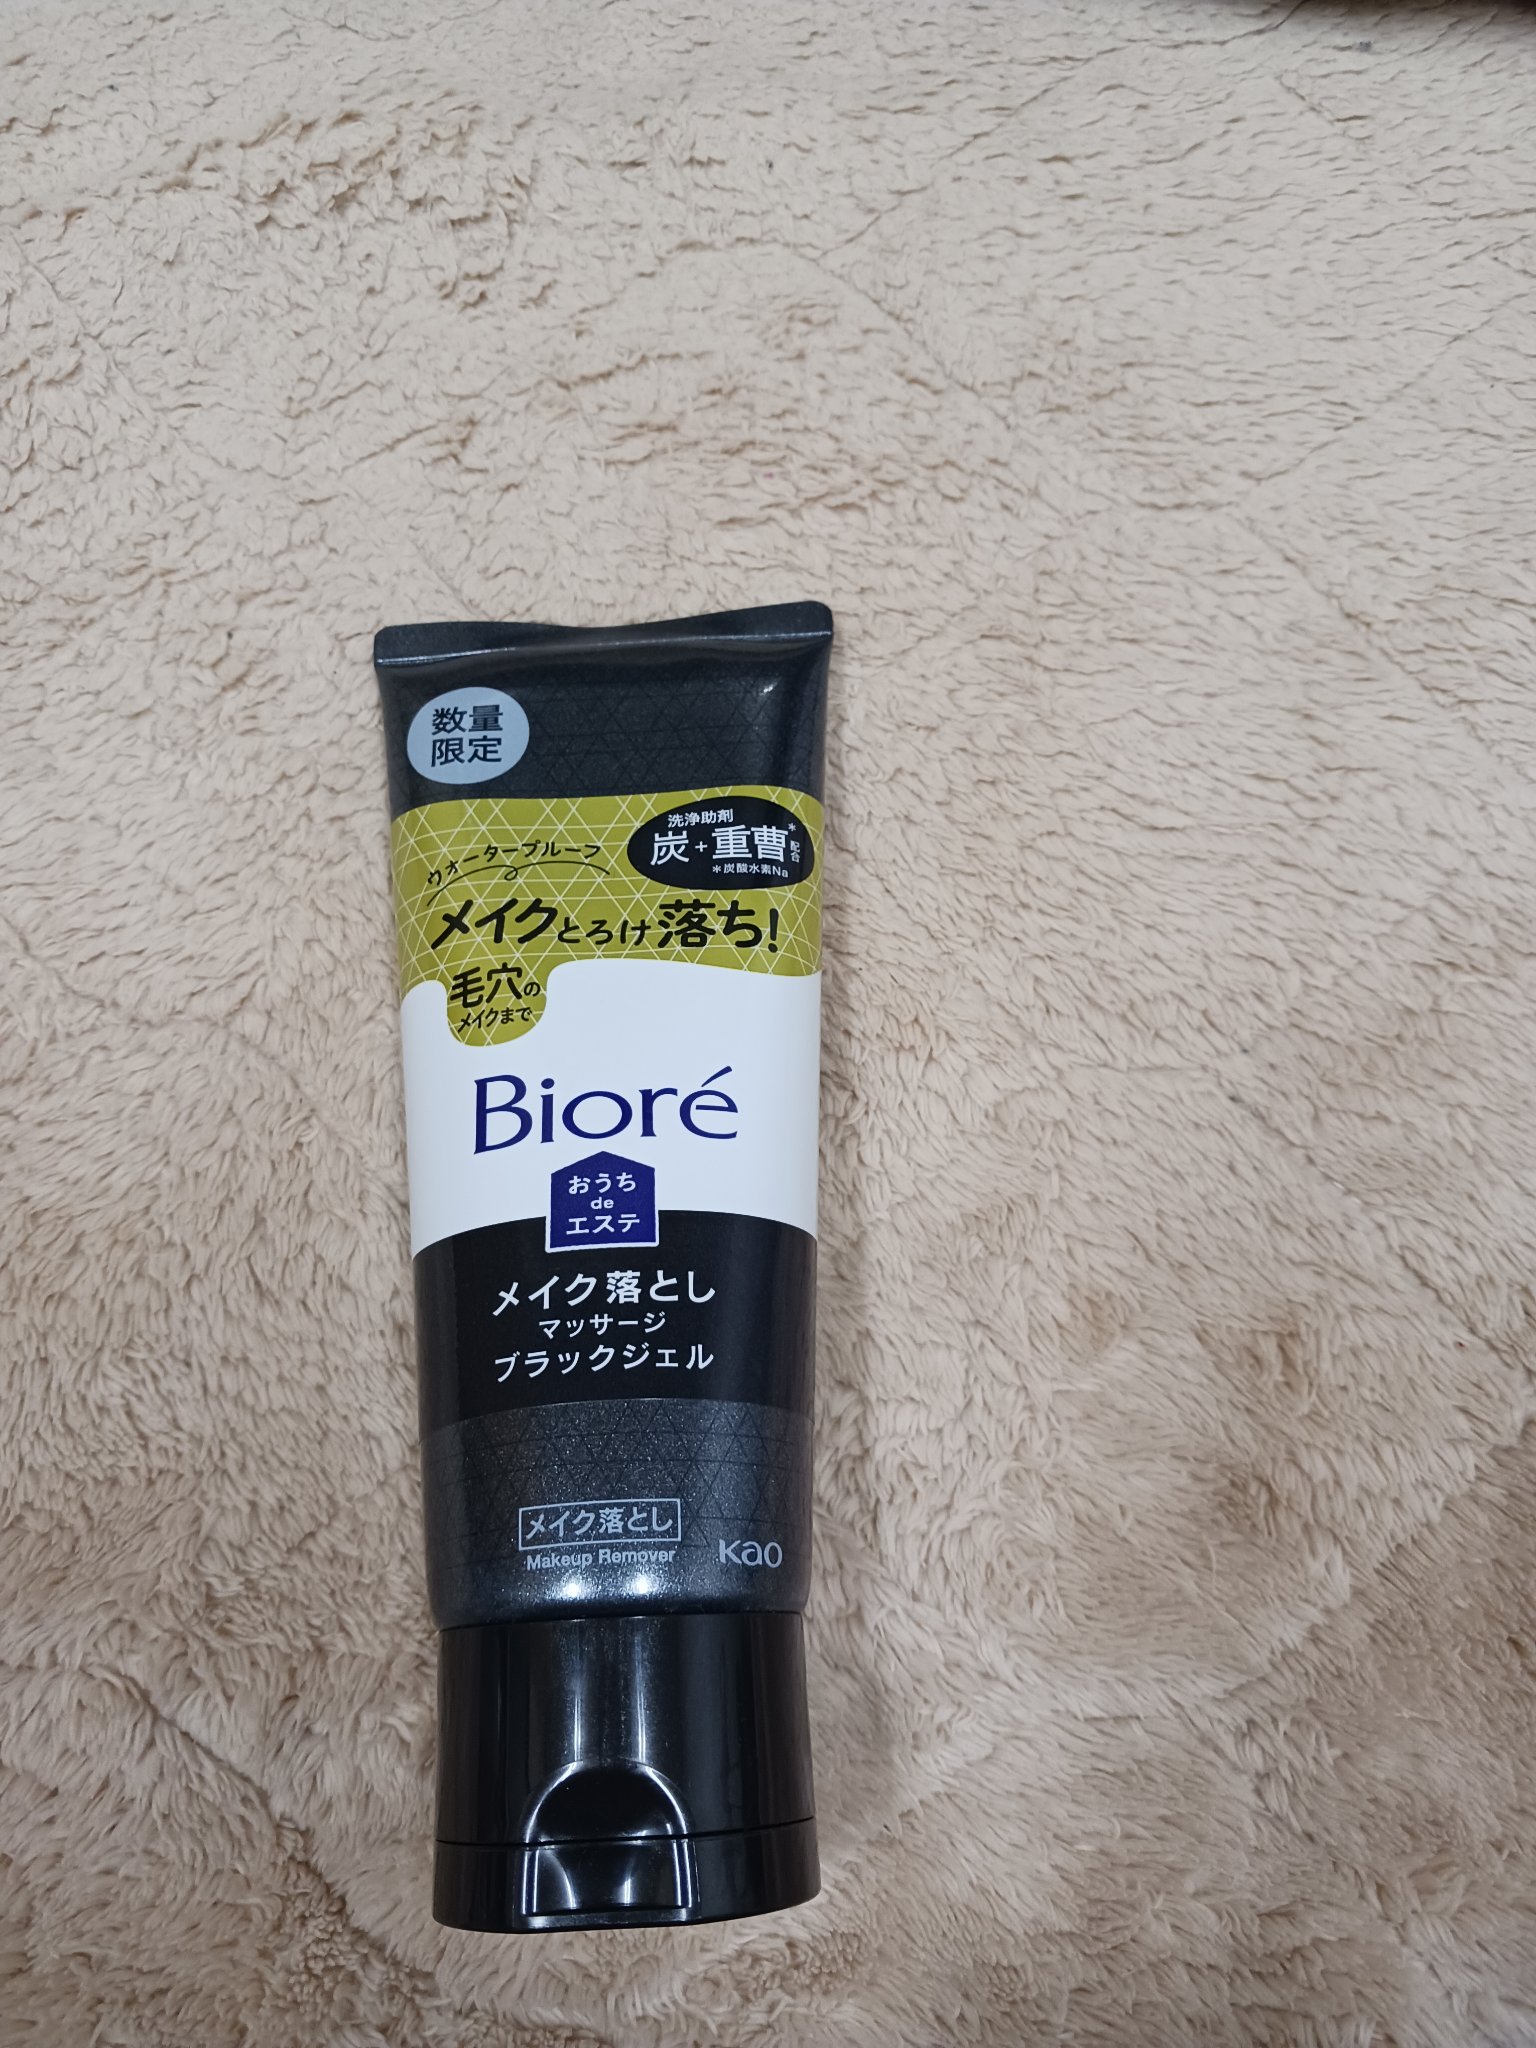 数量
限定
洗浄助剤
炭+重曹*配合
*炭酸水素Na
ウォータープルーフ
メイクとろけ落ち!
毛穴の
メイクまで
Bioré
おうち
de
エステ
メイク落とし
マッサージ
ブラックジェル
メイク落とし
Makeup Remover
Kao